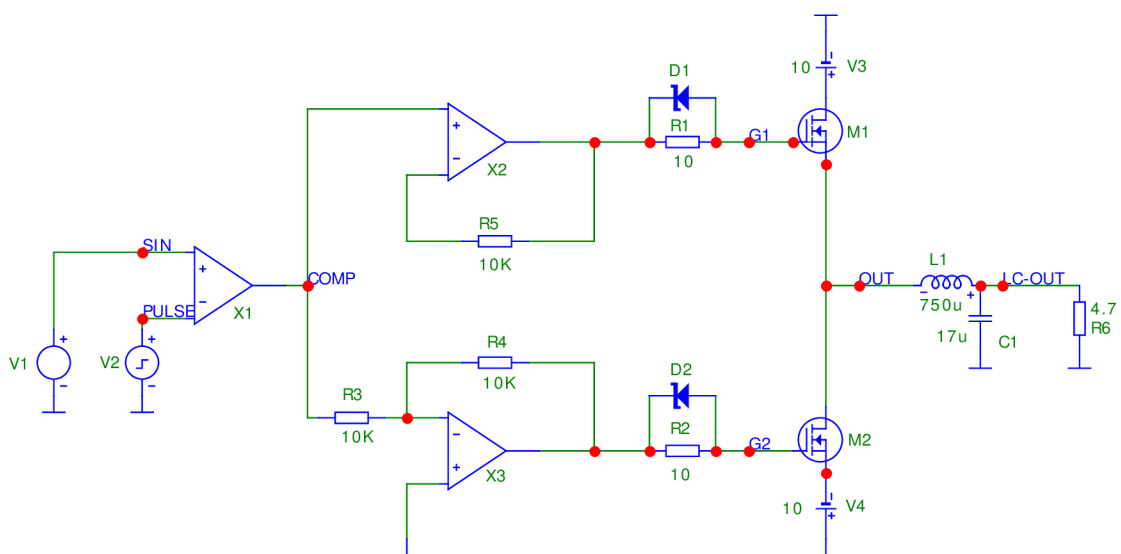 10
V3
D1
R1
10
G1
M1
X2
R5
10K
SIN
COMP
PULSE
X1
V1
V2
OUT
L1
750u
LC-OUT
17u
C1
4.7
R6
R4
10K
R3
10K
X3
D2
R2
10
G2
M2
10
V4